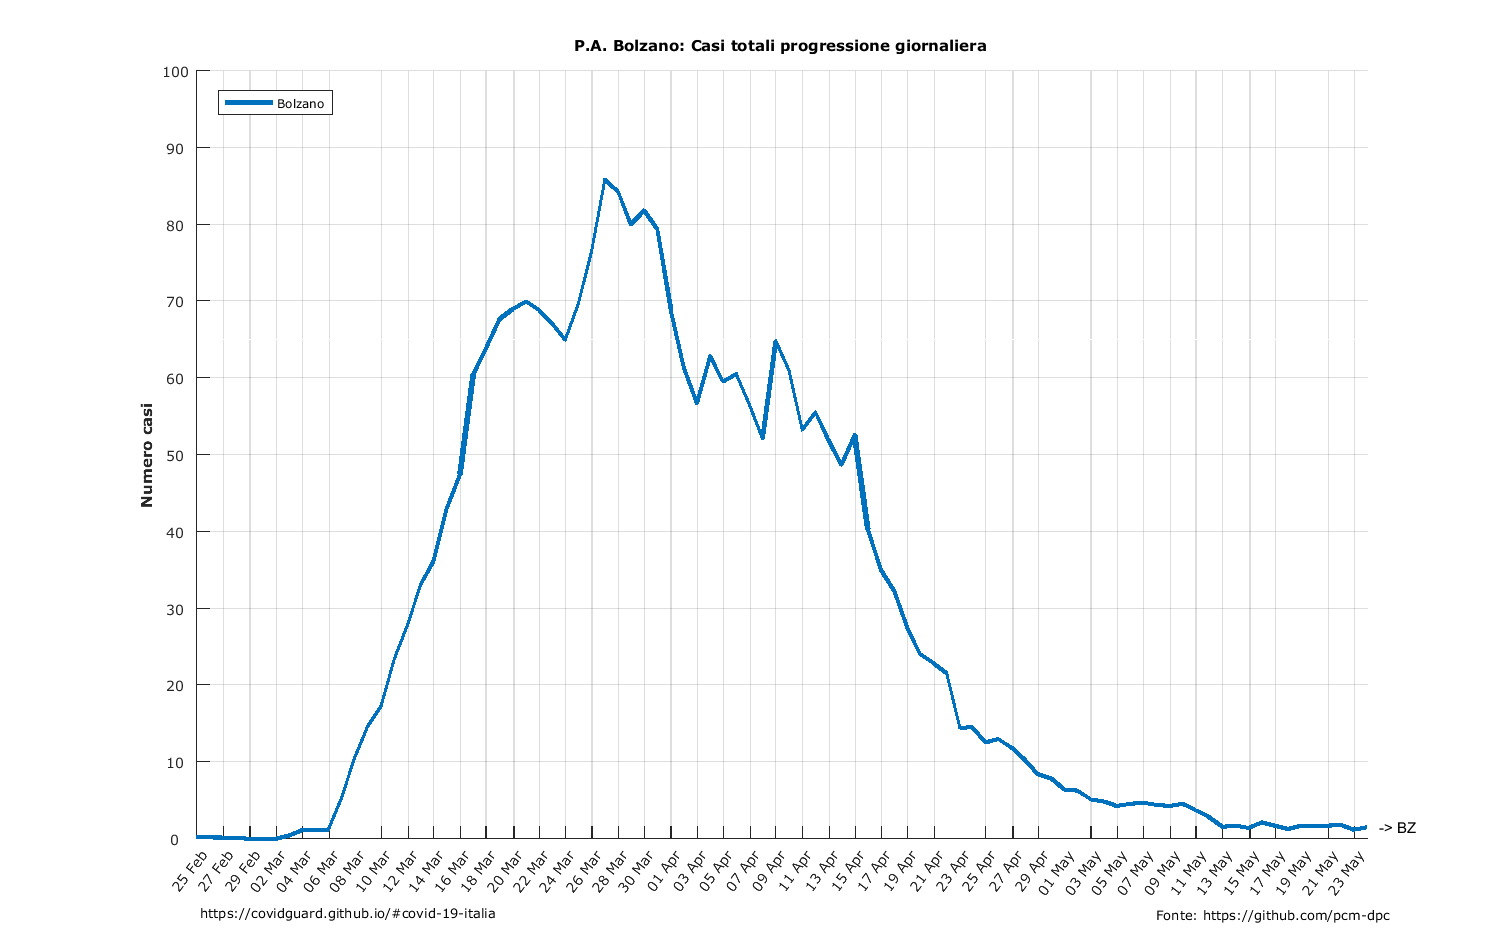 P.A. Bolzano: Casi totali progressione giornaliera
100
Bolzano
90
80
70
60
50
40
30
20
10
0
Numero casi
-> BZ
25 Feb
27 Feb
29 Feb
02 Mar
04 Mar
06 Mar
08 Mar
10 Mar
12 Mar
14 Mar
16 Mar
18 Mar
20 Mar
22 Mar
24 Mar
26 Mar
28 Mar
30 Mar
01 Apr
03 Apr
05 Apr
07 Apr
09 Apr
11 Apr
13 Apr
15 Apr
17 Apr
19 Apr
21 Apr
23 Apr
25 Apr
27 Apr
29 Apr
01 May
03 May
05 May
07 May
09 May
11 May
13 May
15 May
17 May
19 May
21 May
23 May
https://covidguard.github.io/#covid-19-italia
Fonte: https://github.com/pcm-dpc